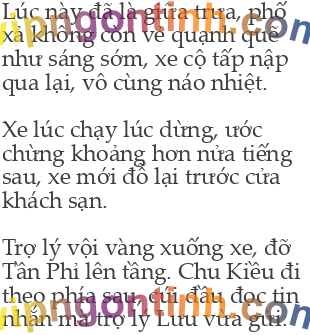 Lúc này đã là giữa trưa, phố
xá không còn vẻ quạnh quẽ
như sáng sớm, xe cộ tấp nập
qua lại, vô cùng náo nhiệt.
Xe lúc chạy lúc dừng, ước
chừng khoảng hơn nửa tiếng
sau, xe mới đỗ lại trước cửa
khách sạn.
Trợ lý vội vàng xuống xe, đỡ
Tần Phi lên tầng. Chu Kiều đi
theo phía sau, cúi đầu đọc tin
nhắn mà trợ lý Lưu vừa gửi.
vipngontinh.com
vipngontinh.com